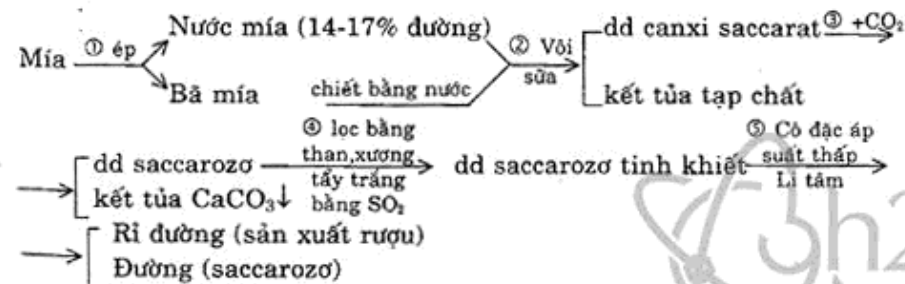 Mía ① ép Nước mía (14-17% đường) ② Vôi sữa dd canxi saccarat ③ +CO₂
Bã mía chiết bằng nước kết tủa tạp chất
dd saccarozơ ④ lọc bằng than,xương tẩy trắng bằng SO₂ dd saccarozơ tinh khiết ⑤ Cô đặc áp suất thấp Li tâm
kết tủa CaCO₃↓
Rỉ đường (sản xuất rượu)
Đường (saccarozơ)